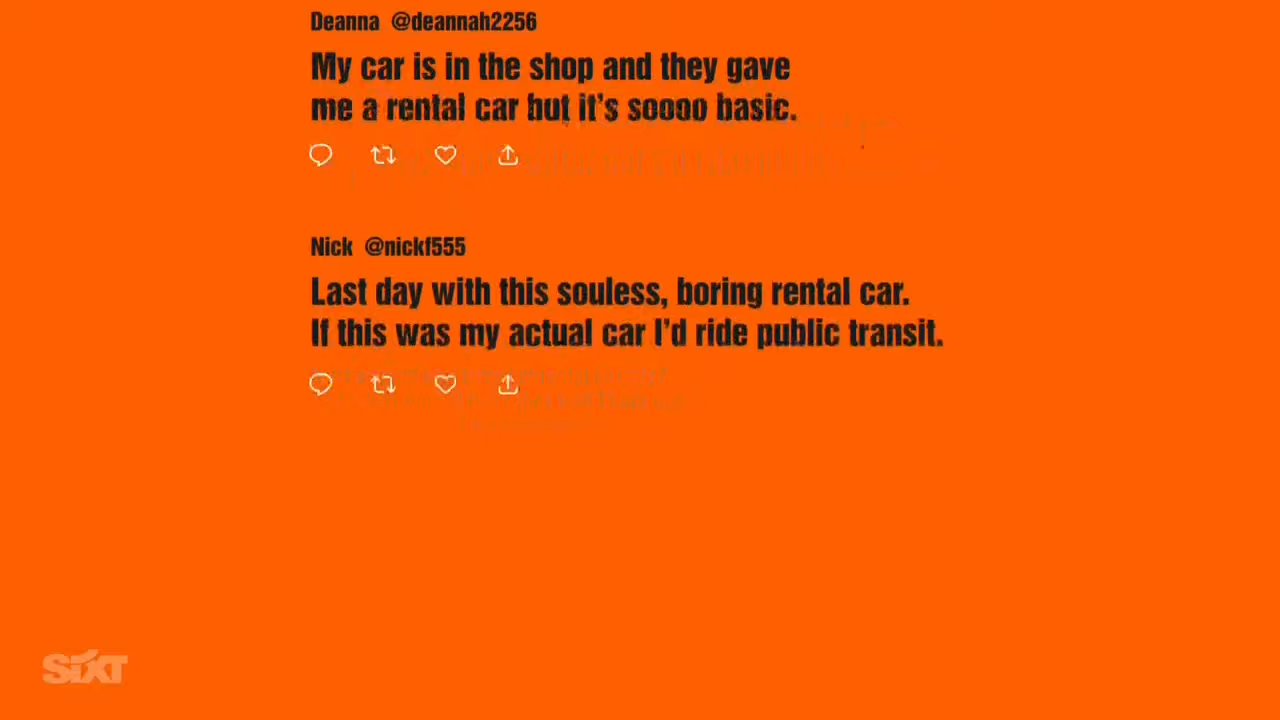 Deanna @deannah2256
My car is in the shop and they gave
me a rental car but it's soooo basic.
Nick @nickf555
Last day with this souless, boring rental car.
If this was my actual car I'd ride public transit.
SIXT